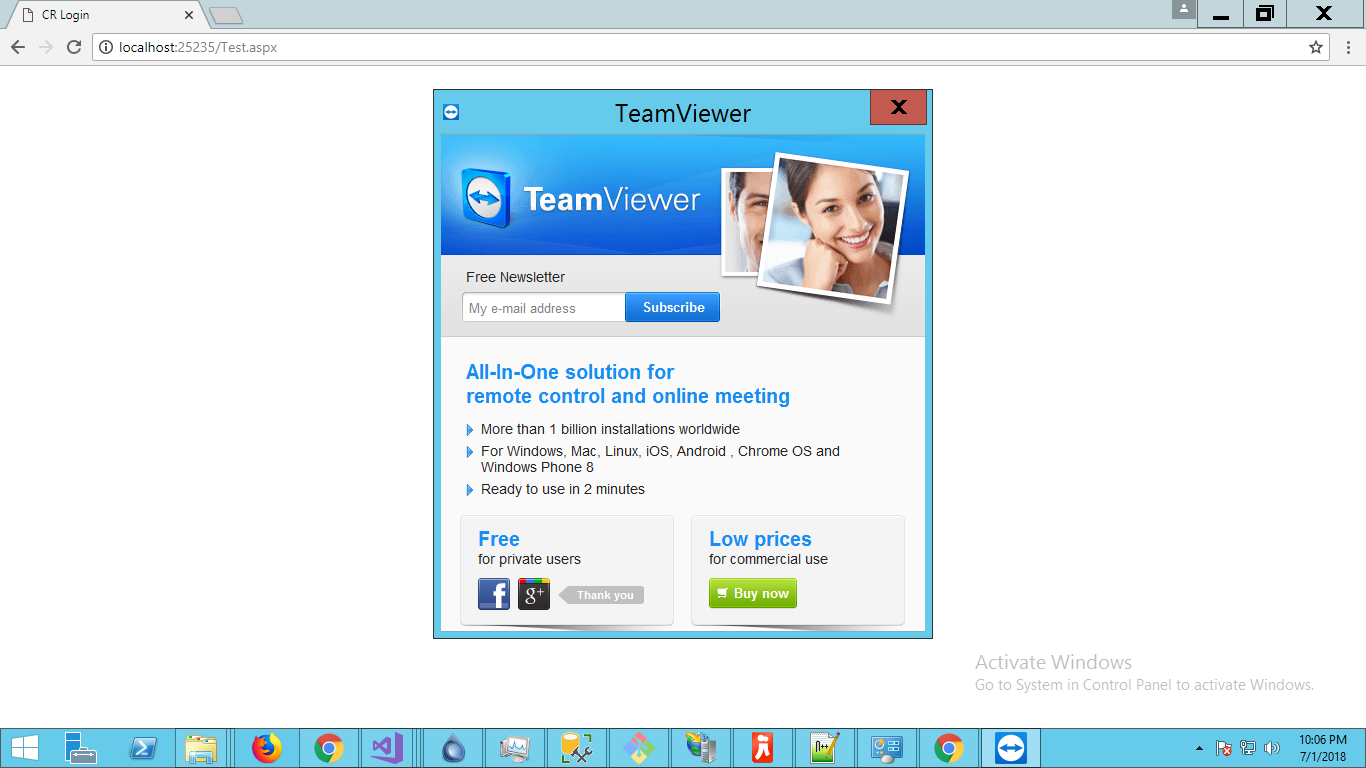 CR Login
localhost:25235/Test.aspx
TeamViewer
TeamViewer
Free Newsletter
My e-mail address
Subscribe
All-In-One solution for
remote control and online meeting
More than 1 billion installations worldwide
For Windows, Mac, Linux, iOS, Android , Chrome OS and
Windows Phone 8
Ready to use in 2 minutes
Free
for private users
f
g+
Thank you
Low prices
for commercial use
Buy now
Activate Windows
Go to System in Control Panel to activate Windows.
10:06 PM
7/1/2018